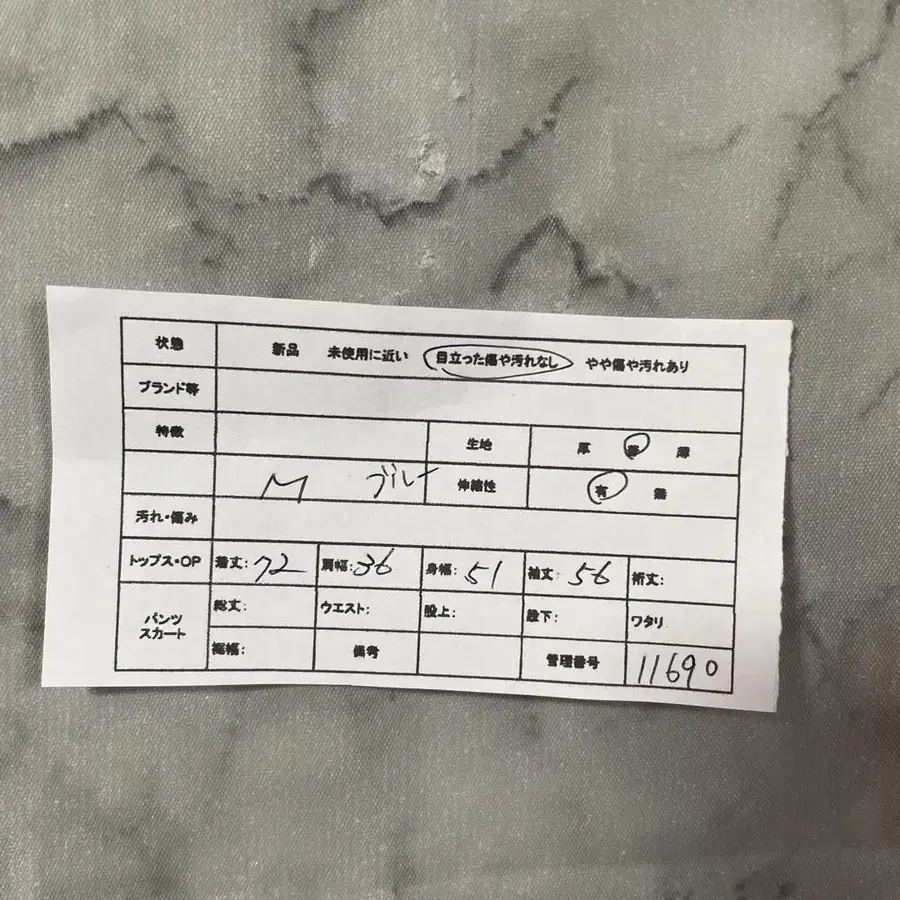 状態 新品 未使用に近い 目立った傷や汚れなし やや傷や汚れあり
ブランド等
特徴 生地 厚 普 薄
M ブルー 伸縮性 有 無
汚れ・傷み
トップス・OP 着丈:72 肩幅:36 身幅:51 袖丈:56 裄丈:
パンツ スカート 総丈: ウエスト: 股上: 股下: ワタリ
裾幅: 備考 管理番号 11690